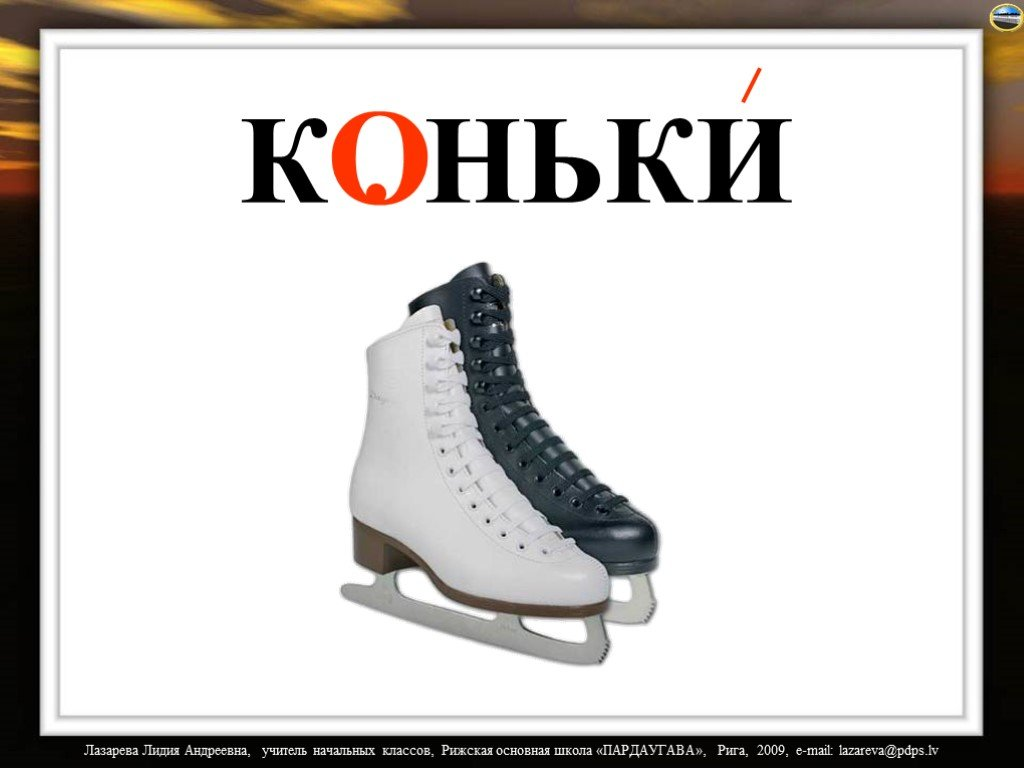 коньки́
Лазарева Лидия Андреевна, учитель начальных классов, Рижская основная школа «ПАРДАУГАВА», Рига, 2009, e-mail: lazareva@pdps.lv